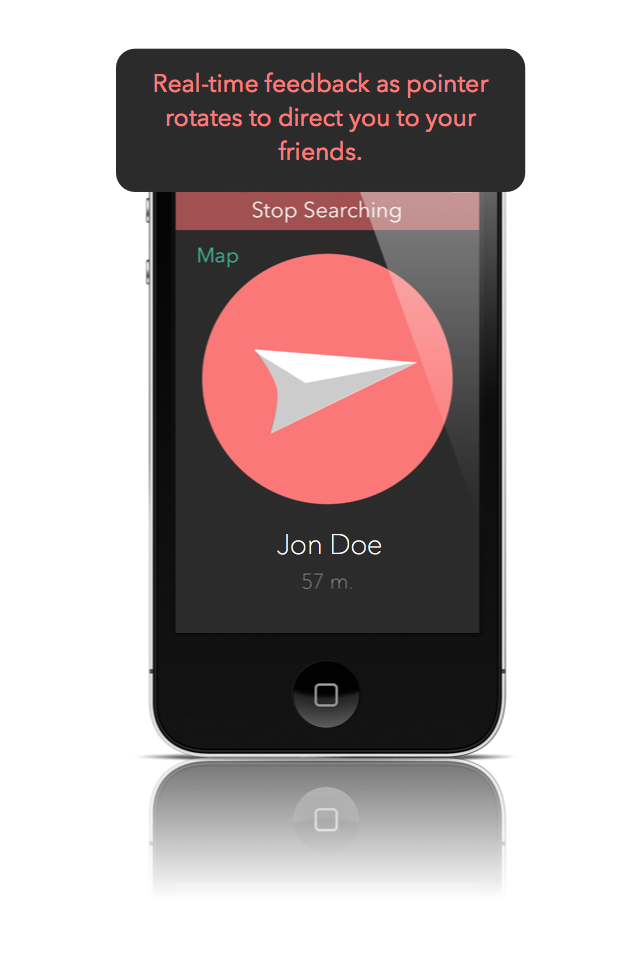 Real-time feedback as pointer
rotates to direct you to your
friends.
Stop Searching
Map
Jon Doe
57 m.